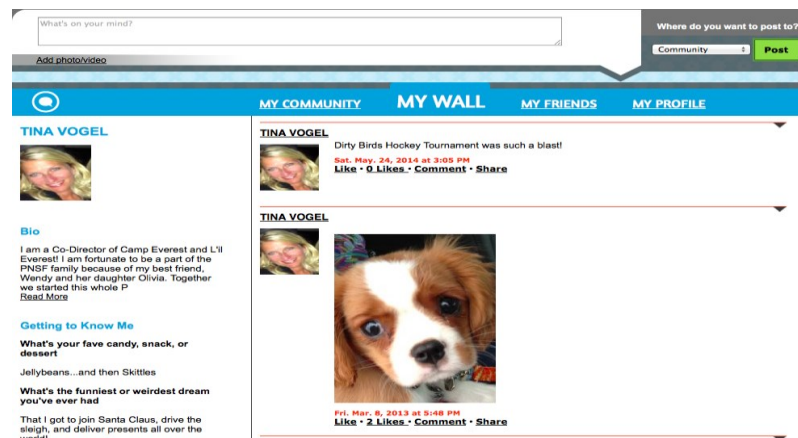 What's on your mind?
Where do you want to post to?
Community
Post
Add photo/video
MY COMMUNITY
MY WALL
MY FRIENDS
MY PROFILE
TINA VOGEL
Bio
I am a Co-Director of Camp Everest and L'il
Everest! I am fortunate to be a part of the
PNSF family because of my best friend,
Wendy and her daughter Olivia. Together
we started this whole P
Read More
Getting to Know Me
What's your fave candy, snack, or
dessert
Jellybeans...and then Skittles
What's the funniest or weirdest dream
you've ever had
That I got to join Santa Claus, drive the
sleigh, and deliver presents all over the
world!
TINA VOGEL
Dirty Birds Hockey Tournament was such a blast!
Sat. May. 24, 2014 at 3:05 PM
Like · 0 Likes · Comment · Share
TINA VOGEL
Fri. Mar. 8, 2013 at 5:48 PM
Like · 2 Likes · Comment · Share